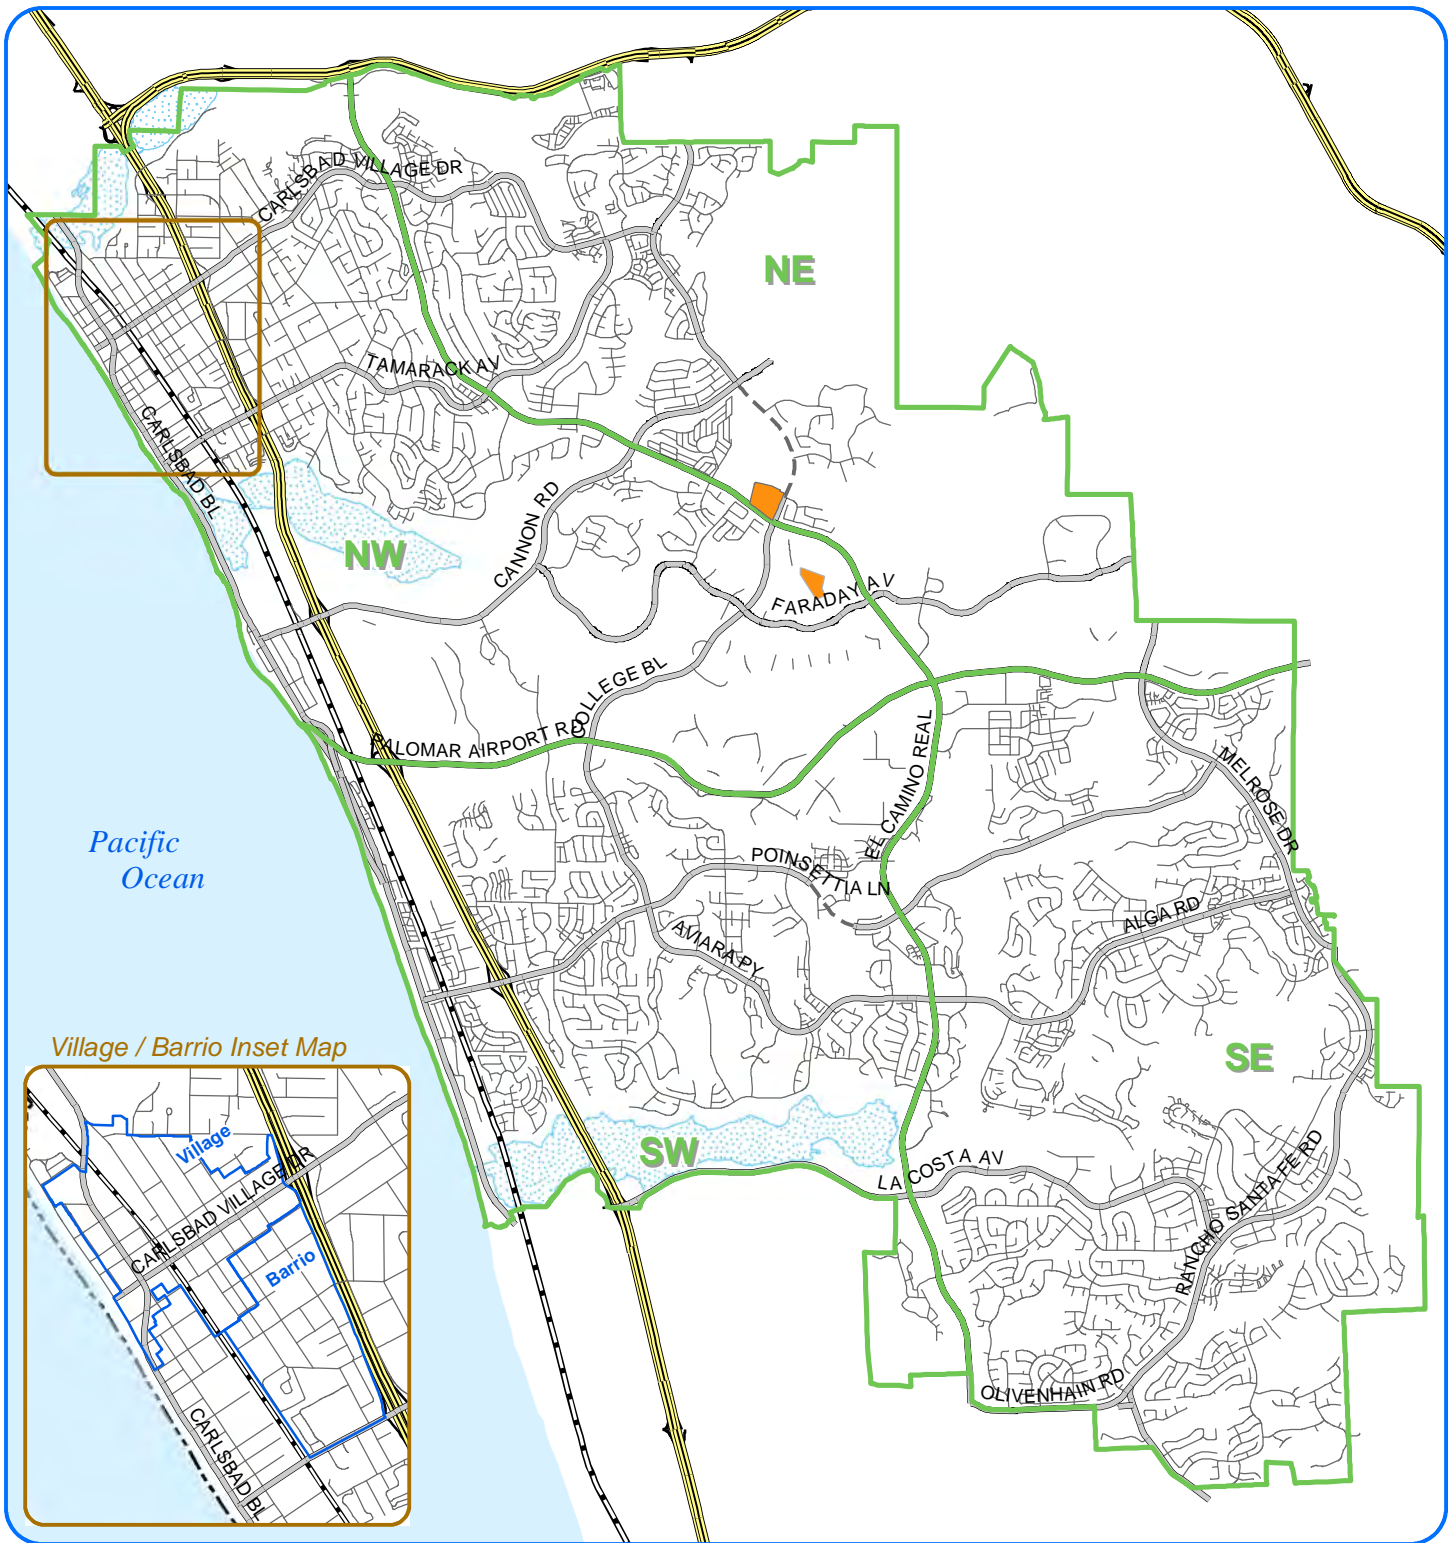 CARLSBAD VILLAGE DR
NE
TAMARACK AV
CARLSBAD BL
CANNON RD
NW
FARADAY AV
COLLEGE BL
PALOMAR AIRPORT RD
EL CAMINO REAL
MELROSE DR
Pacific
Ocean
POINSETTIA LN
ALGA RD
AVIARA PY
Village / Barrio Inset Map
SE
SW
LA COSTA AV
RANCHO SANTA FE RD
OLIVENHAIN RD
Village
CARLSBAD VILLAGE DR
Barrio
CARLSBAD BL